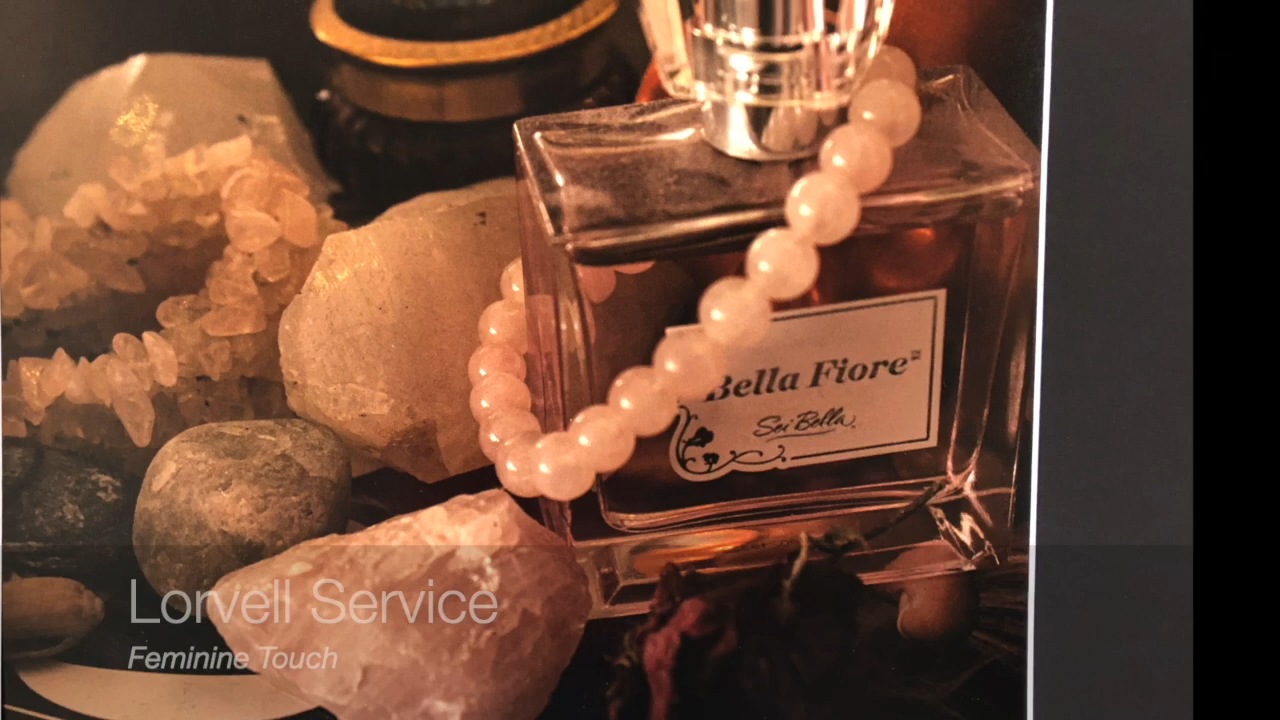 Bella Fiore
Sei Bella
Lorvell Service
Feminine Touch